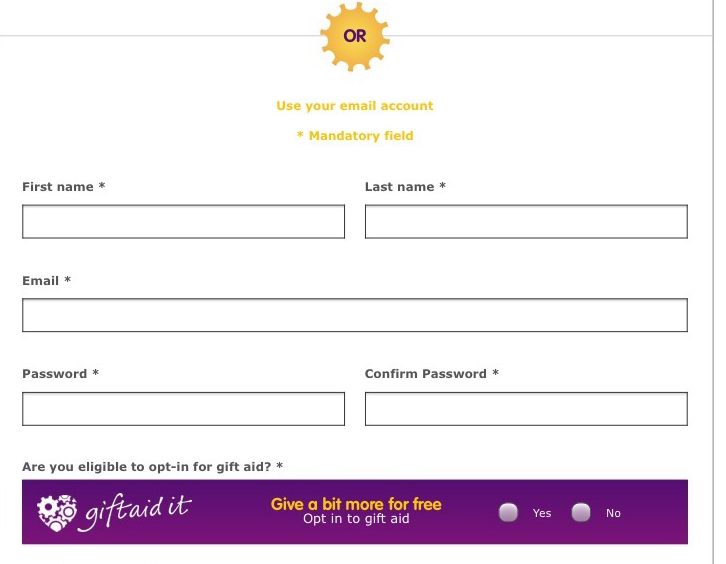 OR
Use your email account
* Mandatory field
First name *
Last name *
Email *
Password *
Confirm Password *
Are you eligible to opt-in for gift aid? *
giftaid it
Give a bit more for free
Opt in to gift aid
Yes
No